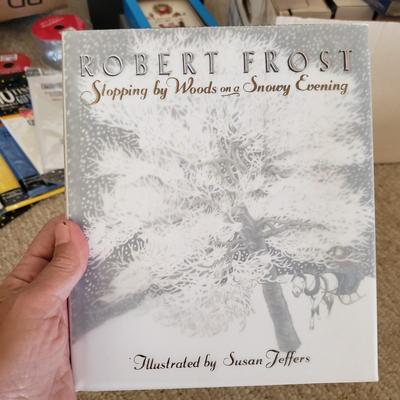 ROBERT FROST
Stopping by Woods on a Snowy Evening
Illustrated by Susan Jeffers